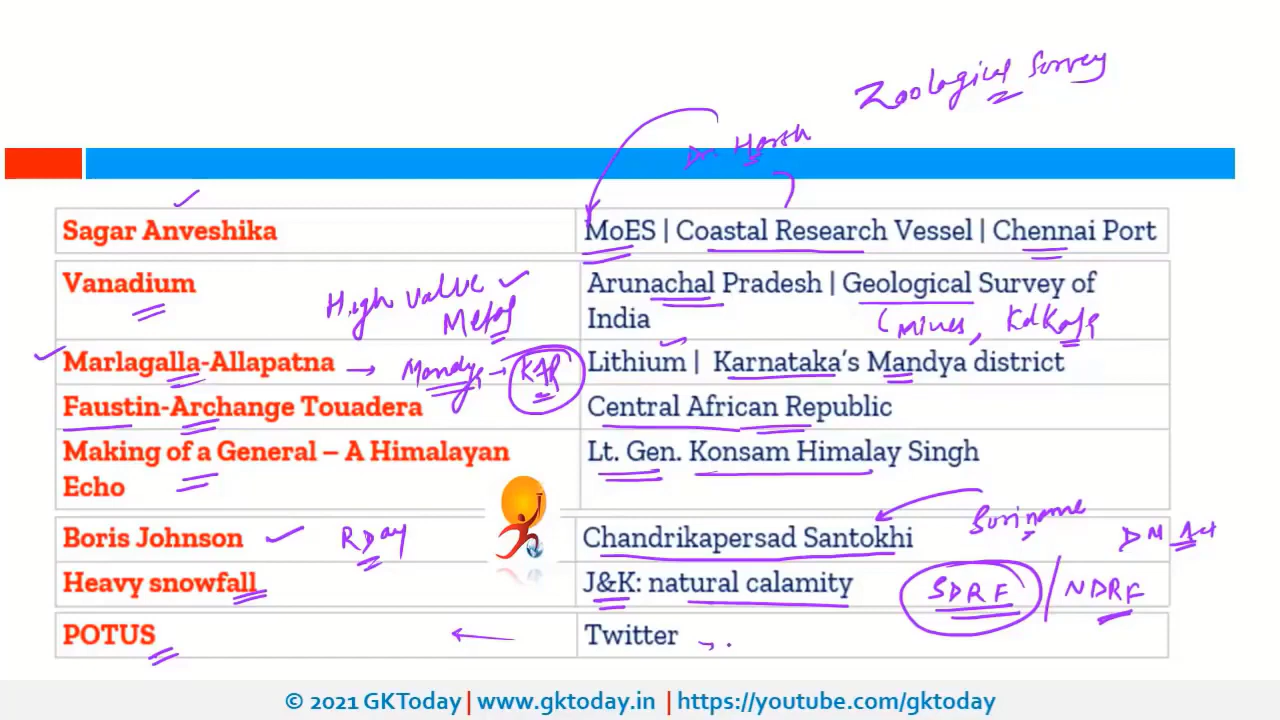 Zoological Survey
Dr. Harsh
Sagar Anveshika
MoES | Coastal Research Vessel | Chennai Port
Vanadium
High value
Metal
Arunachal Pradesh | Geological Survey of
India
(mines, Kolkata
Marlagalla-Allapatna
Mandya
KAR
Lithium | Karnataka's Mandya district
Faustin-Archange Touadera
Central African Republic
Making of a General – A Himalayan
Echo
Lt. Gen. Konsam Himalay Singh
Boris Johnson
R Day
Chandrikapersad Santokhi
Suriname
DM Act
Heavy snowfall
J&K: natural calamity
SDRF / NDRF
POTUS
Twitter
© 2021 GKToday | www.gktoday.in | https://youtube.com/gktoday